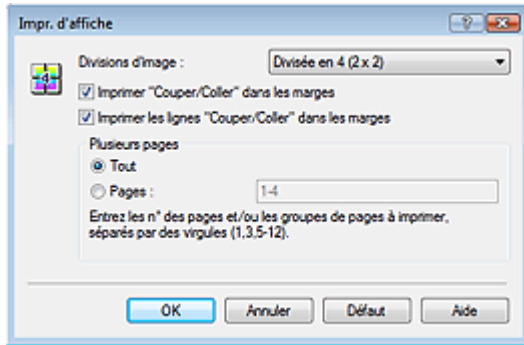 Impr. d'affiche
Divisions d'image :
Divisée en 4 (2 x 2)
4
Imprimer "Couper/Coller" dans les marges
Imprimer les lignes "Couper/Coller" dans les marges
Plusieurs pages
Tout
Pages :
1-4
Entrez les n° des pages et/ou les groupes de pages à imprimer,
séparés par des virgules (1,3,5-12).
OK
Annuler
Défaut
Aide